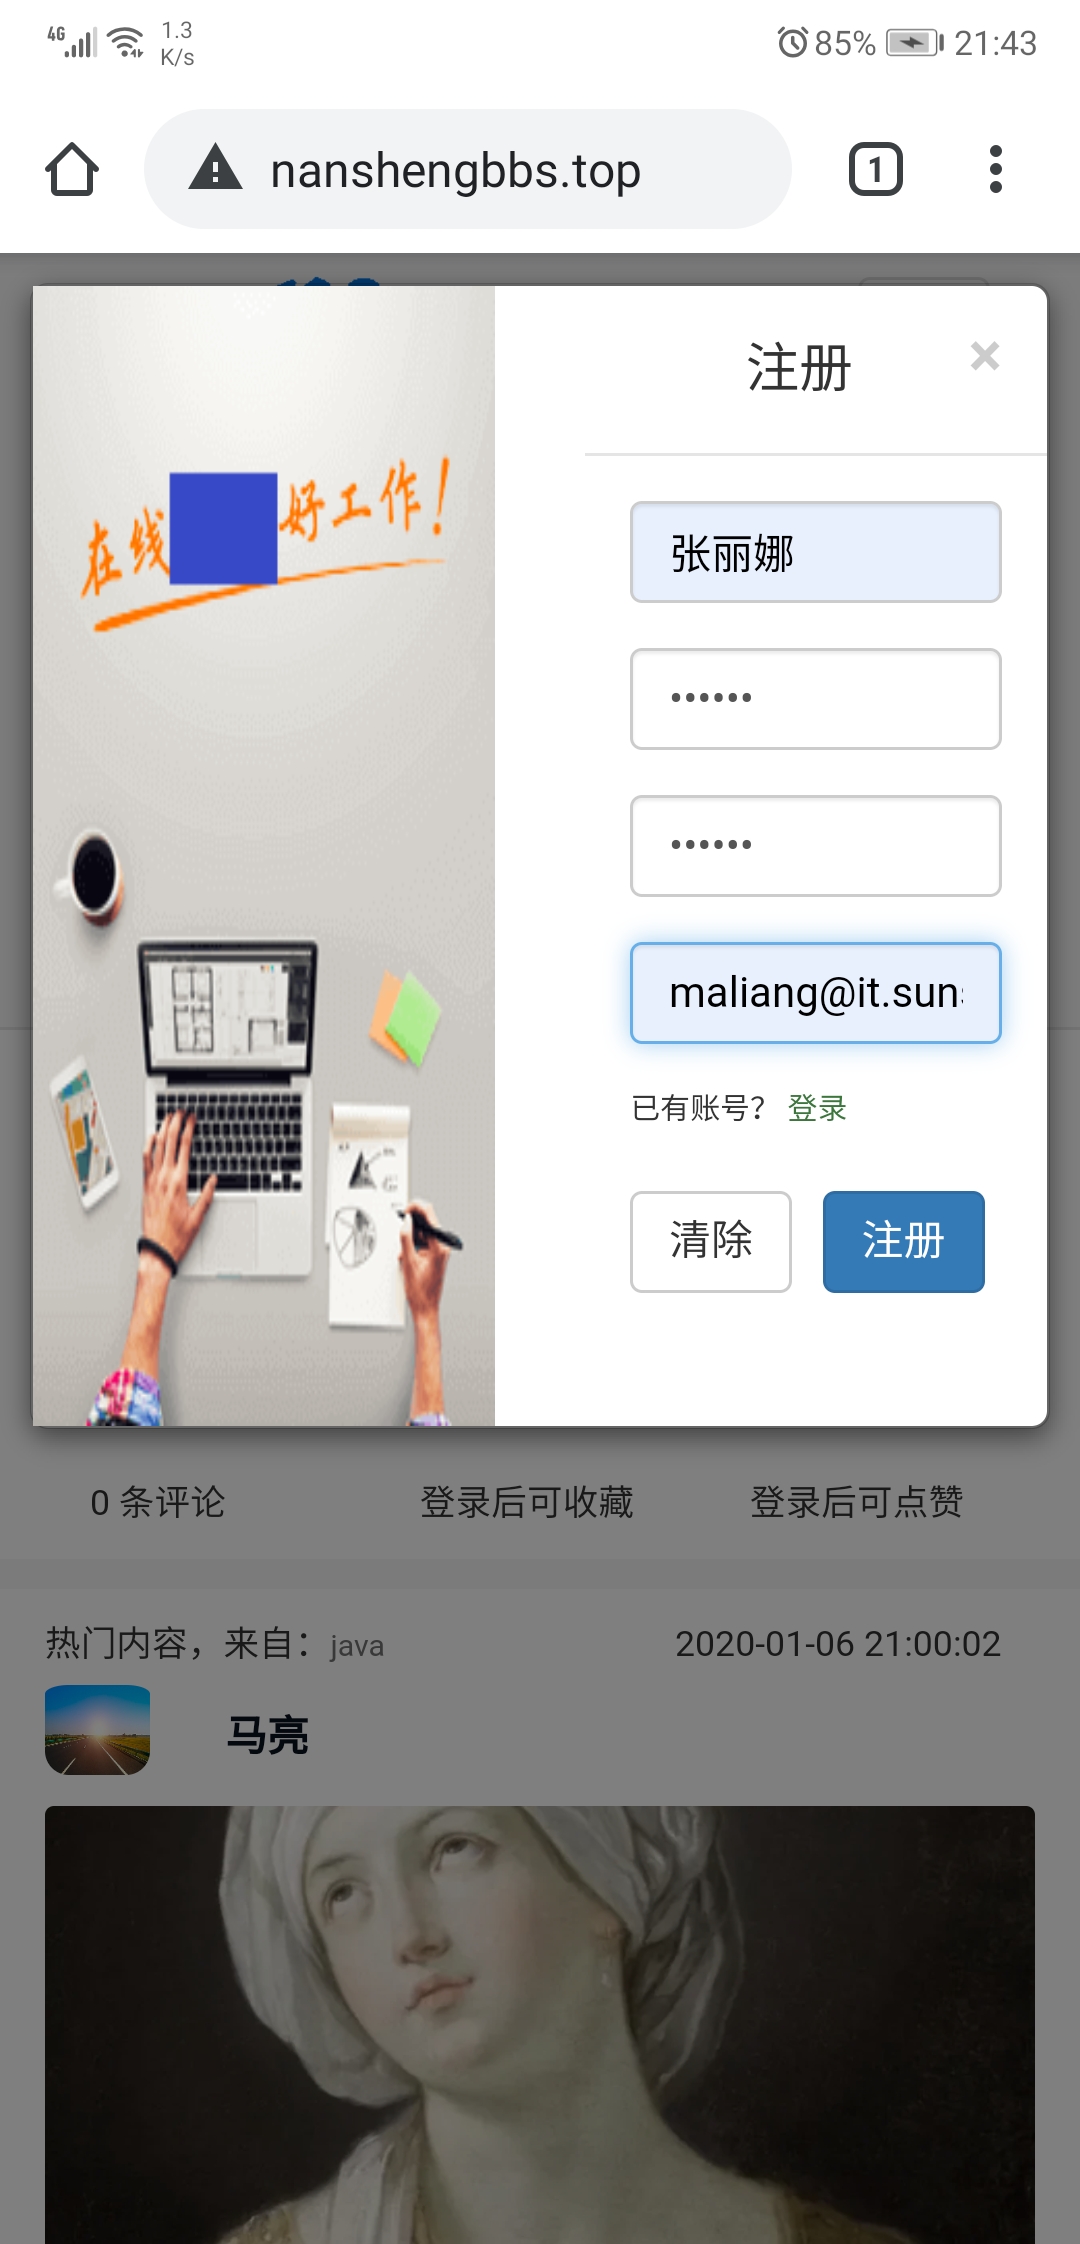 4G
1.3
K/s
85%
21:43
nanshengbbs.top
1
在线
好工作！
注册
×
张丽娜
••••••
••••••
maliang@it.sun
已有账号？ 登录
清除
注册
0 条评论
登录后可收藏
登录后可点赞
热门内容，来自：java
2020-01-06 21:00:02
马亮